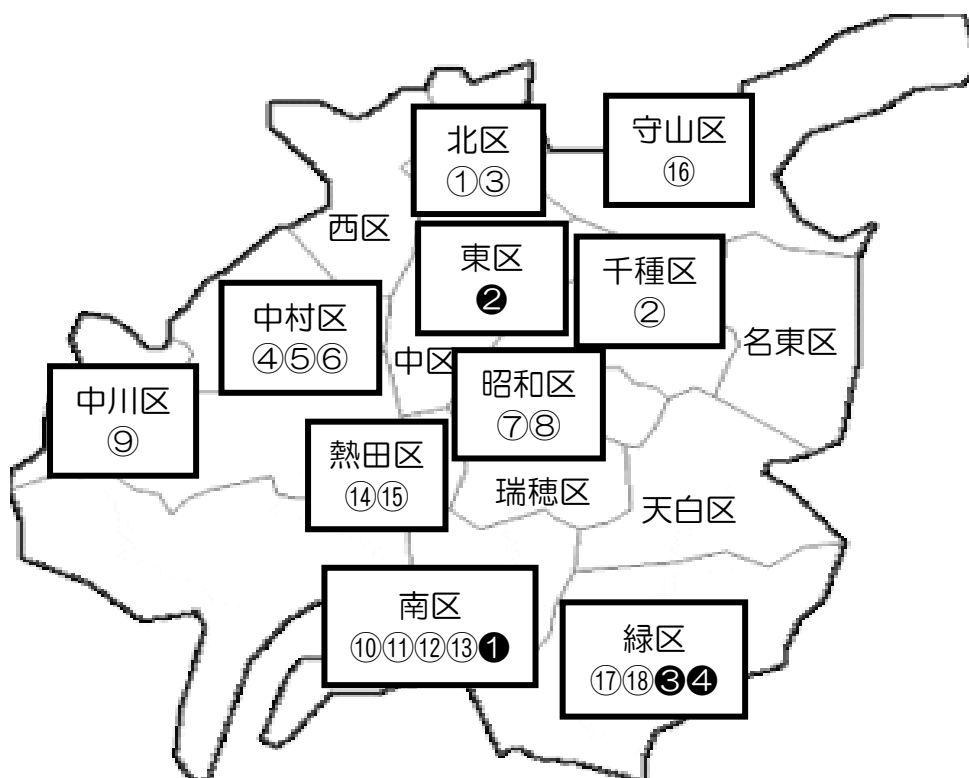 北区
①③
守山区
⑯
西区
東区
❷
千種区
②
中村区
④⑤⑥
中区
名東区
中川区
⑨
昭和区
⑦⑧
熱田区
⑭⑮
瑞穂区
天白区
南区
⑩⑪⑫⑬❶
緑区
⑰⑱❸❹